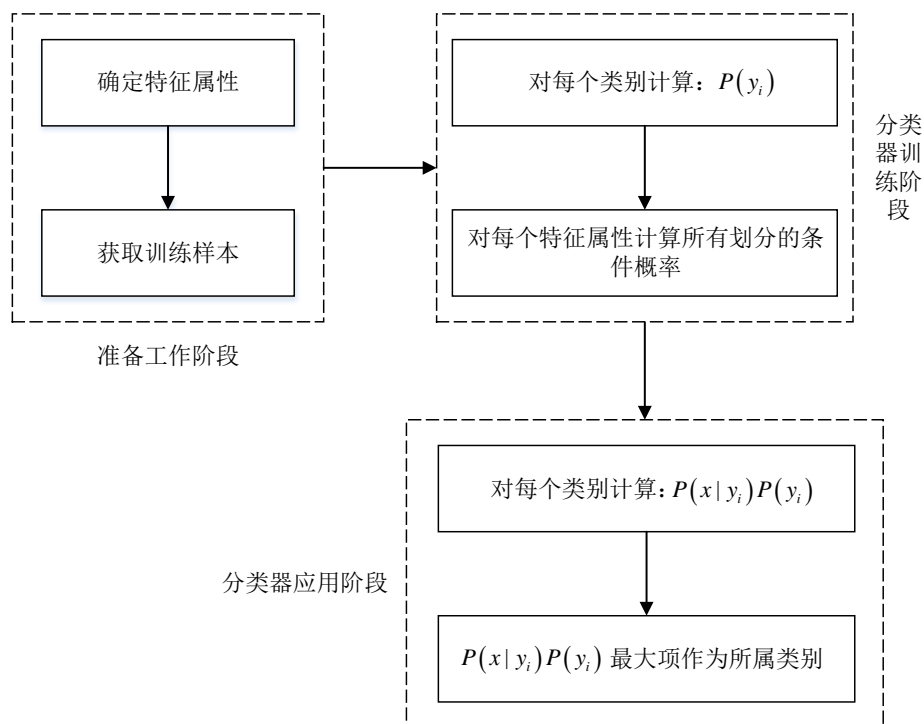 确定特征属性
获取训练样本
准备工作阶段
对每个类别计算：P(y_i)
对每个特征属性计算所有划分的条
件概率
分类
器训
练阶
段
对每个类别计算：P(x|y_i)P(y_i)
P(x|y_i)P(y_i) 最大项作为所属类别
分类器应用阶段